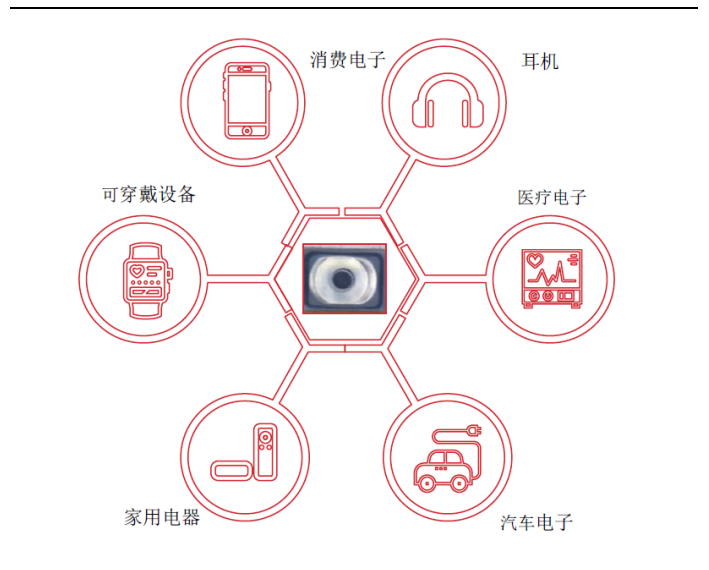 消费电子
耳机
可穿戴设备
医疗电子
家用电器
汽车电子